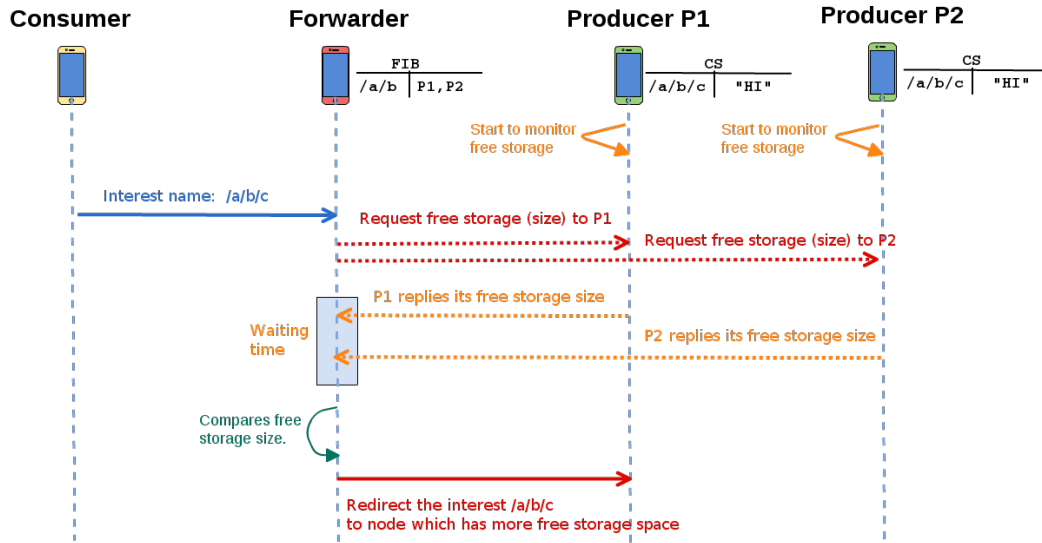 Consumer
Forwarder
Producer P1
Producer P2
FIB
/a/b P1,P2
CS
/a/b/c "HI"
CS
/a/b/c "HI"
Start to monitor
free storage
Start to monitor
free storage
Interest name: /a/b/c
Request free storage (size) to P1
Request free storage (size) to P2
P1 replies its free storage size
Waiting
time
P2 replies its free storage size
Compares free
storage size.
Redirect the interest /a/b/c
to node which has more free storage space